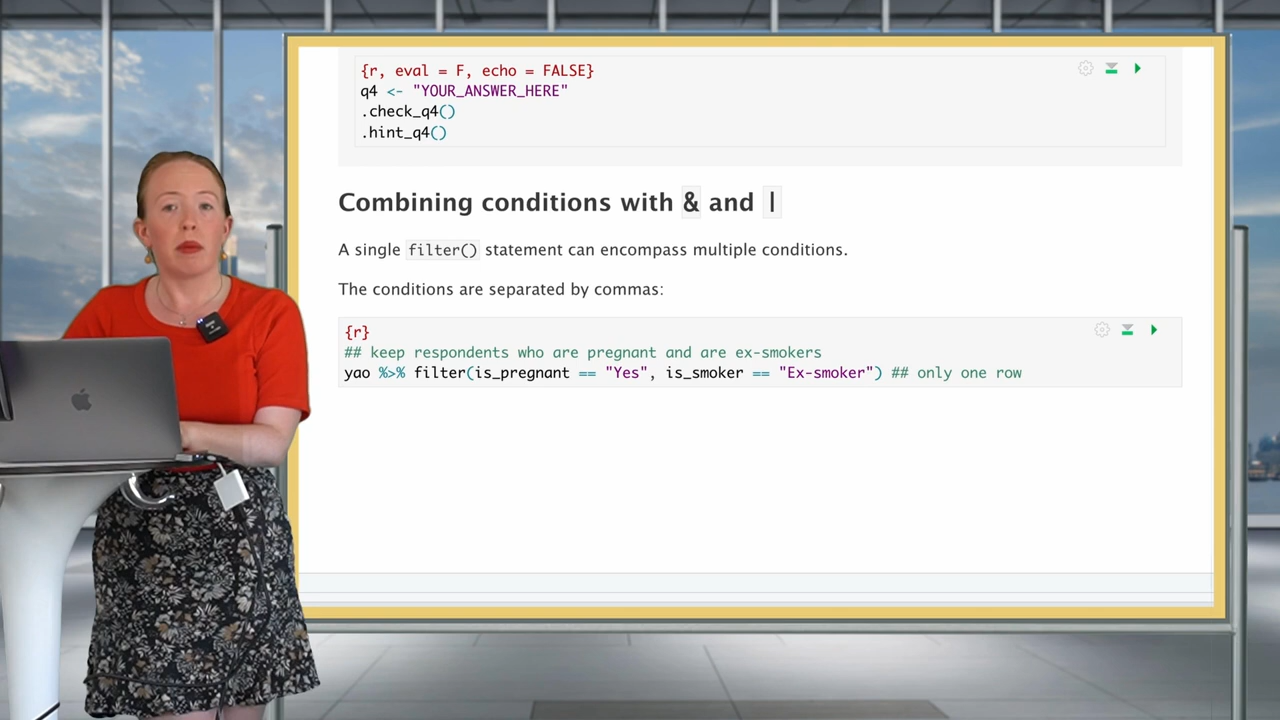 {r, eval = F, echo = FALSE}
q4 <- "YOUR_ANSWER_HERE"
.check_q4()
.hint_q4()
Combining conditions with & and |
A single filter() statement can encompass multiple conditions.
The conditions are separated by commas:
{r}
## keep respondents who are pregnant and are ex-smokers
yao %>% filter(is_pregnant == "Yes", is_smoker == "Ex-smoker") ## only one row